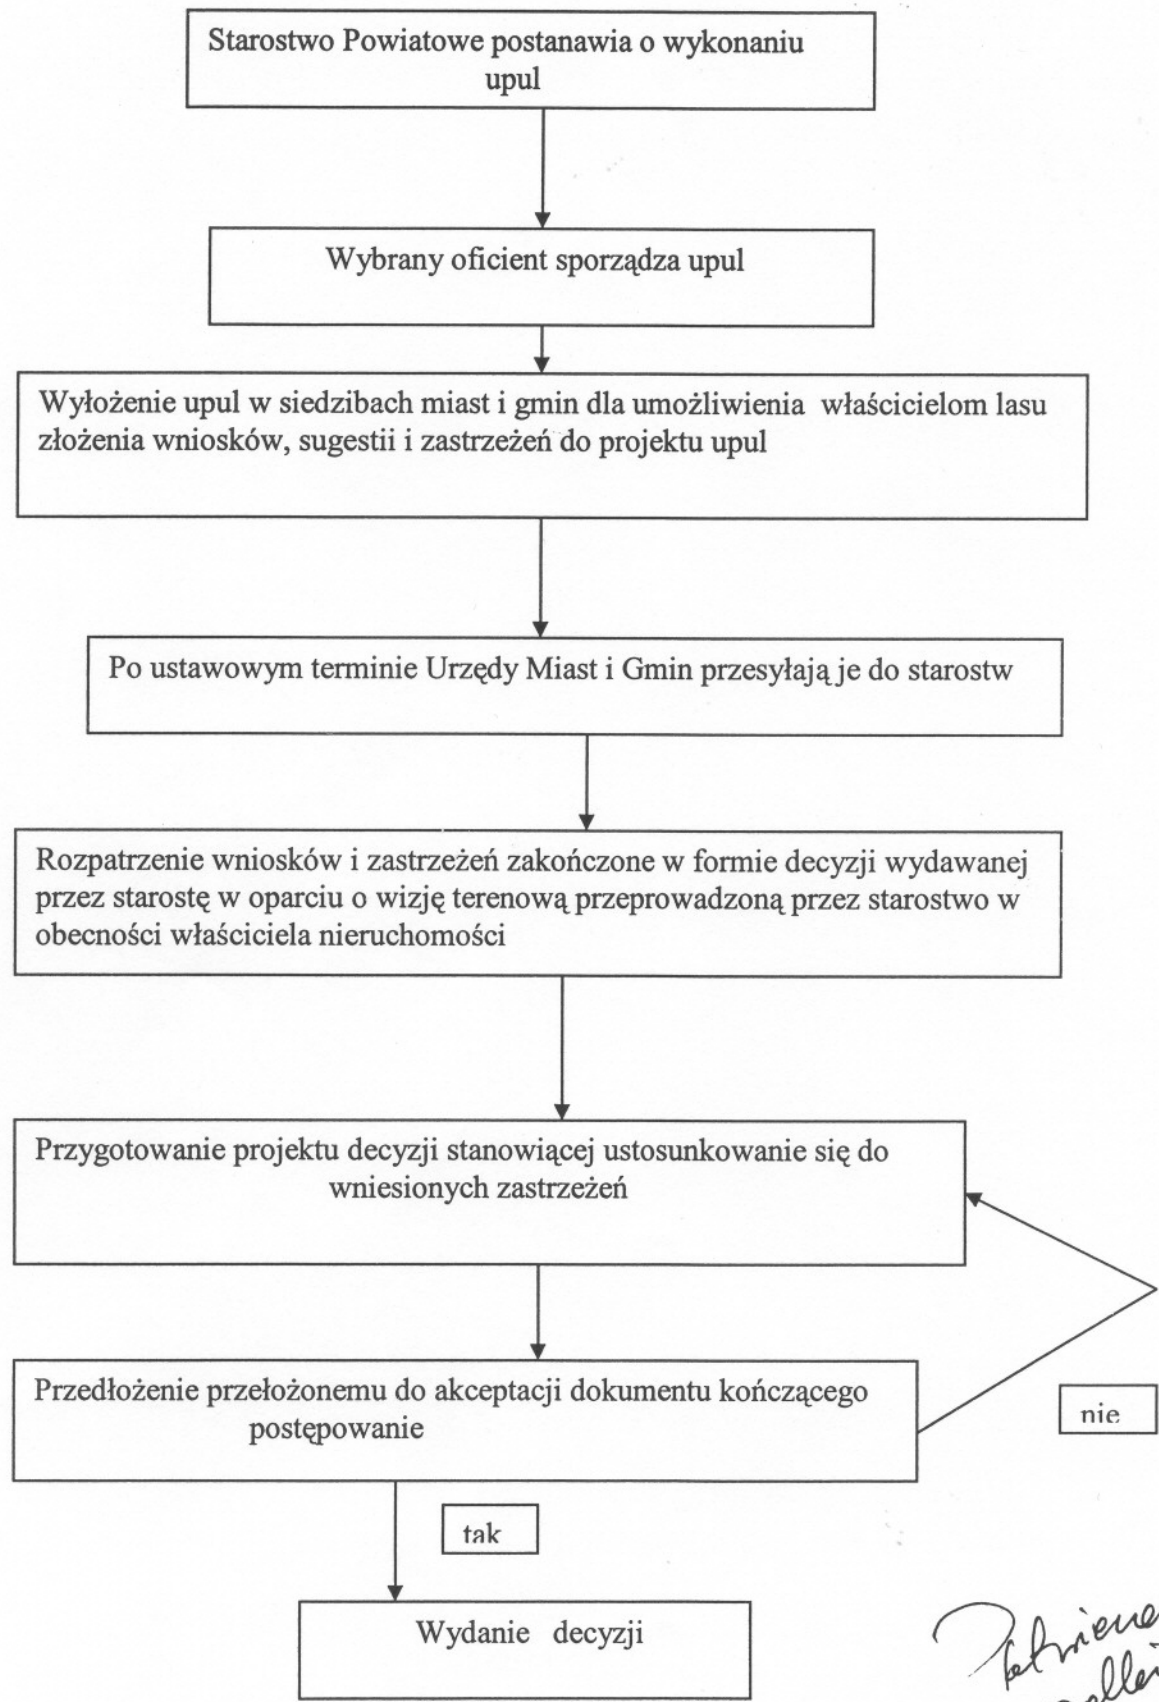 Starostwo Powiatowe postanawia o wykonaniu
upul
Wybrany oficient sporządza upul
Wyłożenie upul w siedzibach miast i gmin dla umożliwienia właścicielom lasu
złożenia wniosków, sugestii i zastrzeżeń do projektu upul
Po ustawowym terminie Urzędy Miast i Gmin przesyłają je do starostw
Rozpatrzenie wniosków i zastrzeżeń zakończone w formie decyzji wydawanej
przez starostę w oparciu o wizję terenową przeprowadzoną przez starostwo w
obecności właściciela nieruchomości
Przygotowanie projektu decyzji stanowiącej ustosunkowanie się do
wniesionych zastrzeżeń
Przedłożenie przełożonemu do akceptacji dokumentu kończącego
postępowanie
nie
tak
Wydanie decyzji